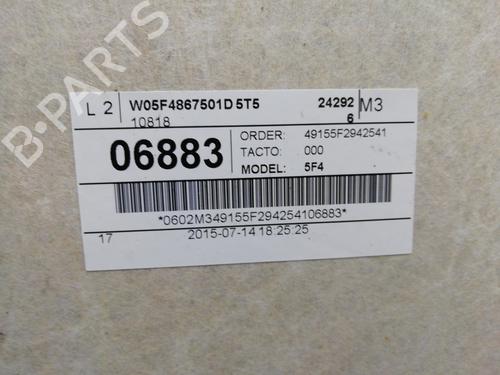 L 2 W05F4867501D 5T5 24292 M3
10818 6
06883 ORDER: 49155F2942541
TACTO: 000
MODEL: 5F4
*0602M349155F294254106883*
17 2015-07-14 18:25:25
B-PARTS